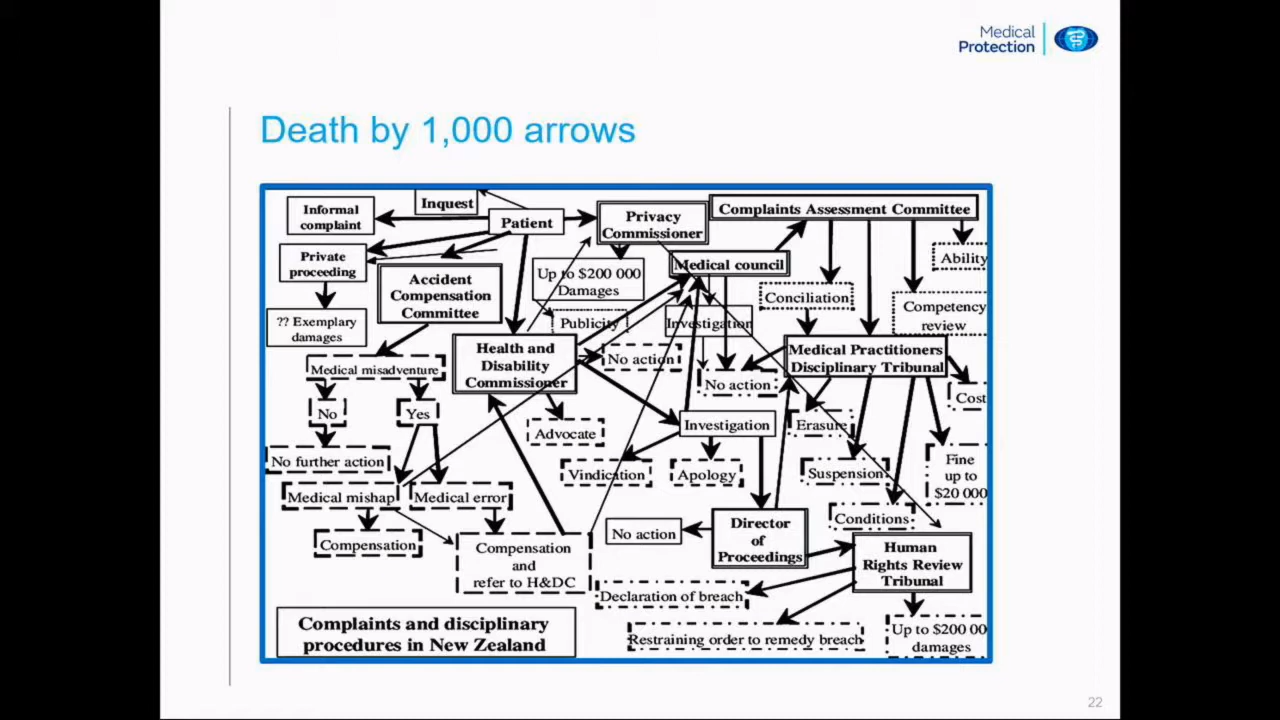 Medical
Protection
Death by 1,000 arrows
Inquest
Informal
complaint
Patient
Privacy
Commissioner
Complaints Assessment Committee
Private
proceeding
Accident
Compensation
Committee
Up to $200 000
Damages
Medical council
Ability
Conciliation
Competency
review
?? Exemplary
damages
Publicity
Investigation
Medical misadventure
Health and
Disability
Commissioner
No action
No action
Medical Practitioners
Disciplinary Tribunal
Cost
No
Yes
Advocate
Investigation
Erasure
No further action
Vindication
Apology
Suspension
Fine
up to
$20 000
Medical mishap
Medical error
Conditions
Compensation
Compensation
and
refer to H&DC
No action
Director
of
Proceedings
Human
Rights Review
Tribunal
Declaration of breach
Restraining order to remedy breach
Up to $200 00
damages
Complaints and disciplinary
procedures in New Zealand
22